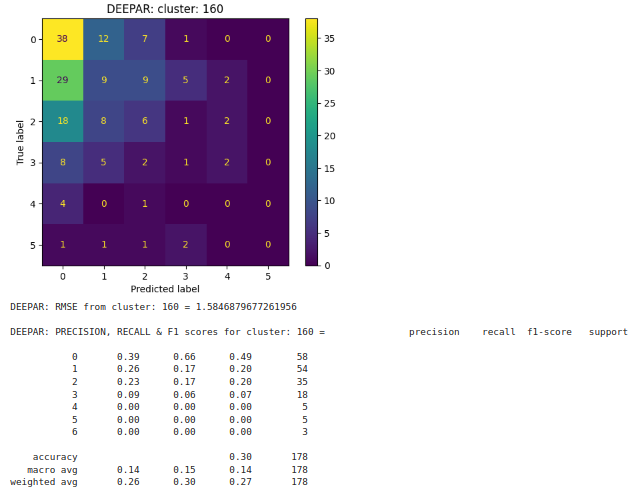 DEEPAR: cluster: 160
True label
0 38 12 7 1 0 0
1 29 9 9 5 2 0
2 18 8 6 1 2 0
3 8 5 2 1 2 0
4 4 0 1 0 0 0
5 1 1 1 2 0 0
0 1 2 3 4 5
Predicted label
35
30
25
20
15
10
5
0
DEEPAR: RMSE from cluster: 160 = 1.5846879677261956
DEEPAR: PRECISION, RECALL & F1 scores for cluster: 160 = precision recall f1-score support
0 0.39 0.66 0.49 58
1 0.26 0.17 0.20 54
2 0.23 0.17 0.20 35
3 0.09 0.06 0.07 18
4 0.00 0.00 0.00 5
5 0.00 0.00 0.00 5
6 0.00 0.00 0.00 3
accuracy 0.30 178
macro avg 0.14 0.15 0.14 178
weighted avg 0.26 0.30 0.27 178